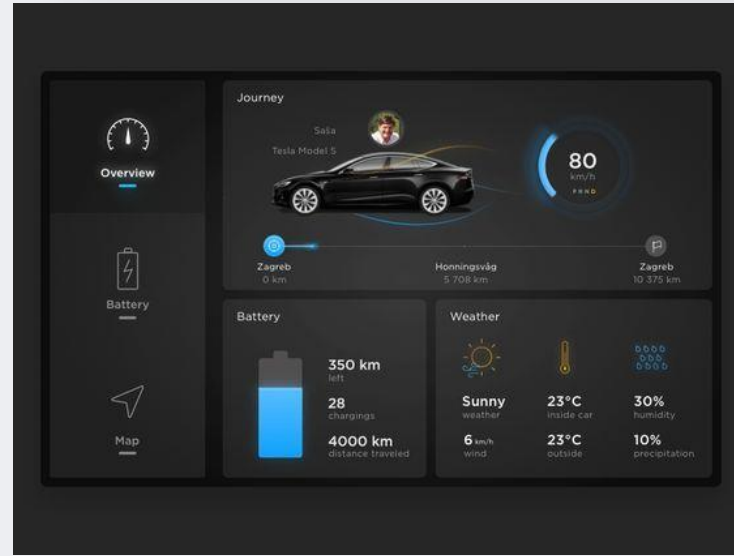 Overview
Battery
Map
Journey
Saša
Tesla Model S
80
km/h
PRND
Zagreb
0 km
Honningsvåg
5 708 km
Zagreb
10 375 km
Battery
350 km
left
28
chargings
4000 km
distance traveled
Weather
Sunny
weather
23°C
inside car
30%
humidity
6 km/h
wind
23°C
outside
10%
precipitation